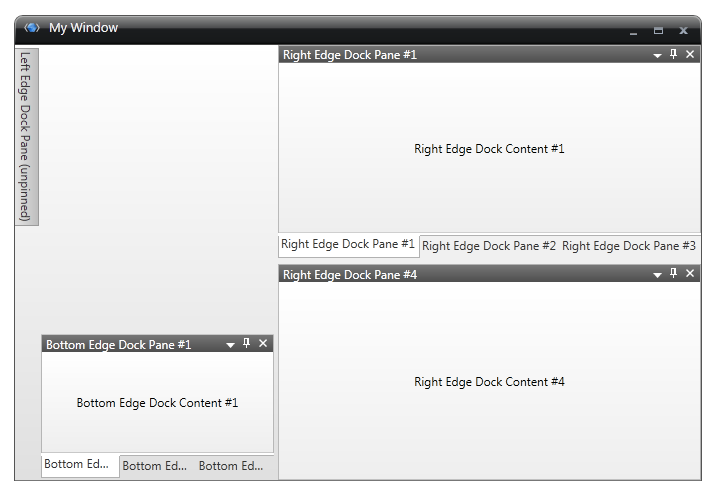 My Window
Left Edge Dock Pane (unpinned)
Right Edge Dock Pane #1
Right Edge Dock Content #1
Right Edge Dock Pane #1 Right Edge Dock Pane #2 Right Edge Dock Pane #3
Right Edge Dock Pane #4
Right Edge Dock Content #4
Bottom Edge Dock Pane #1
Bottom Edge Dock Content #1
Bottom Ed... Bottom Ed... Bottom Ed...